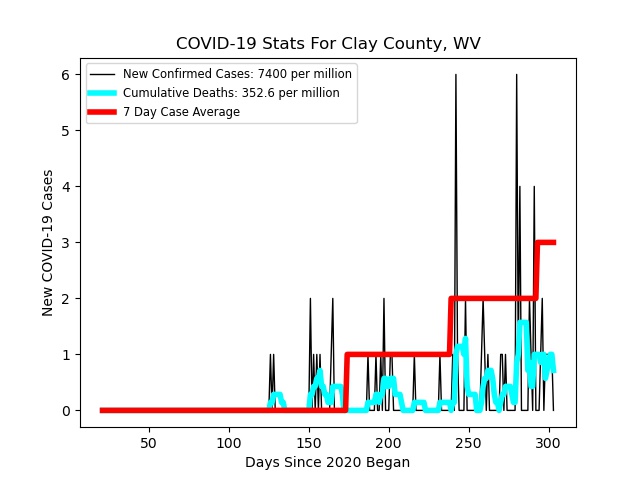 COVID-19 Stats For Clay County, WV
New Confirmed Cases: 7400 per million
Cumulative Deaths: 352.6 per million
7 Day Case Average
New COVID-19 Cases
6
5
4
3
2
1
0
50 100 150 200 250 300
Days Since 2020 Began